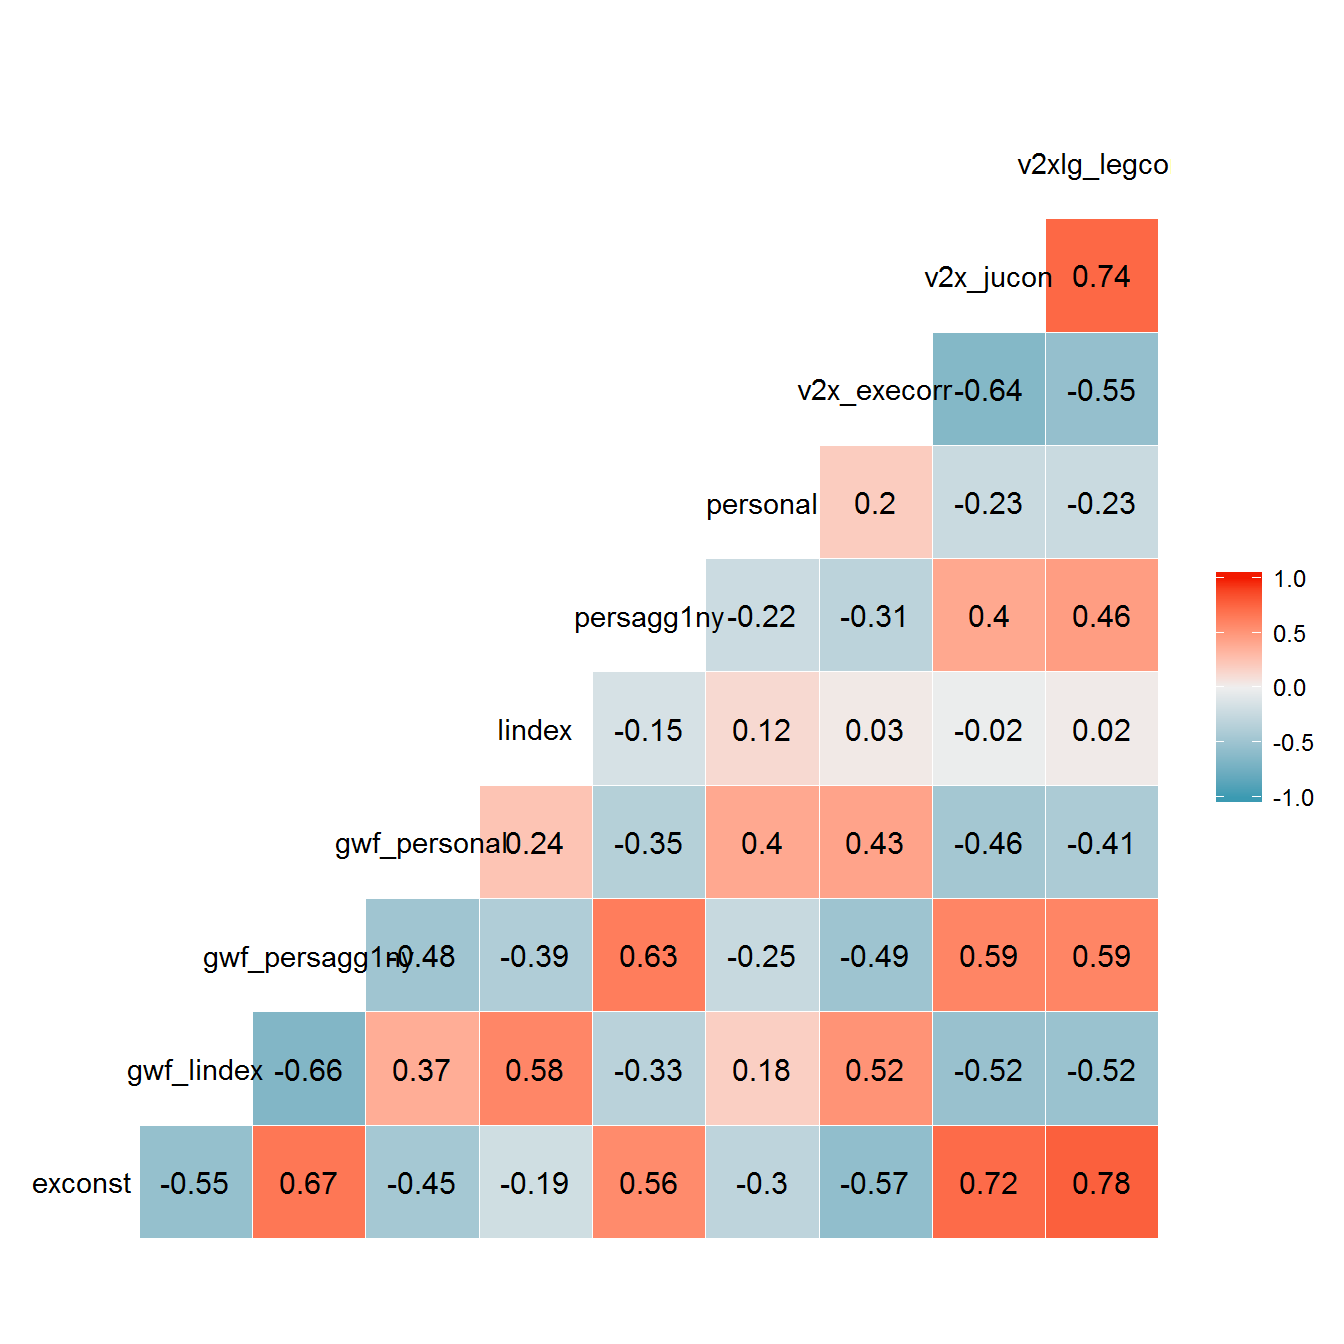 v2xlg_legco
v2x_jucon 0.74
v2x_execorr -0.64 -0.55
personal 0.2 -0.23 -0.23
persagg1ny -0.22 -0.31 0.4 0.46
lindex -0.15 0.12 0.03 -0.02 0.02
gwf_personal 0.24 -0.35 0.4 0.43 -0.46 -0.41
gwf_persagg1ny -0.48 -0.39 0.63 -0.25 -0.49 0.59 0.59
gwf_lindex -0.66 0.37 0.58 -0.33 0.18 0.52 -0.52 -0.52
exconst -0.55 0.67 -0.45 -0.19 0.56 -0.3 -0.57 0.72 0.78
1.0
0.5
0.0
-0.5
-1.0